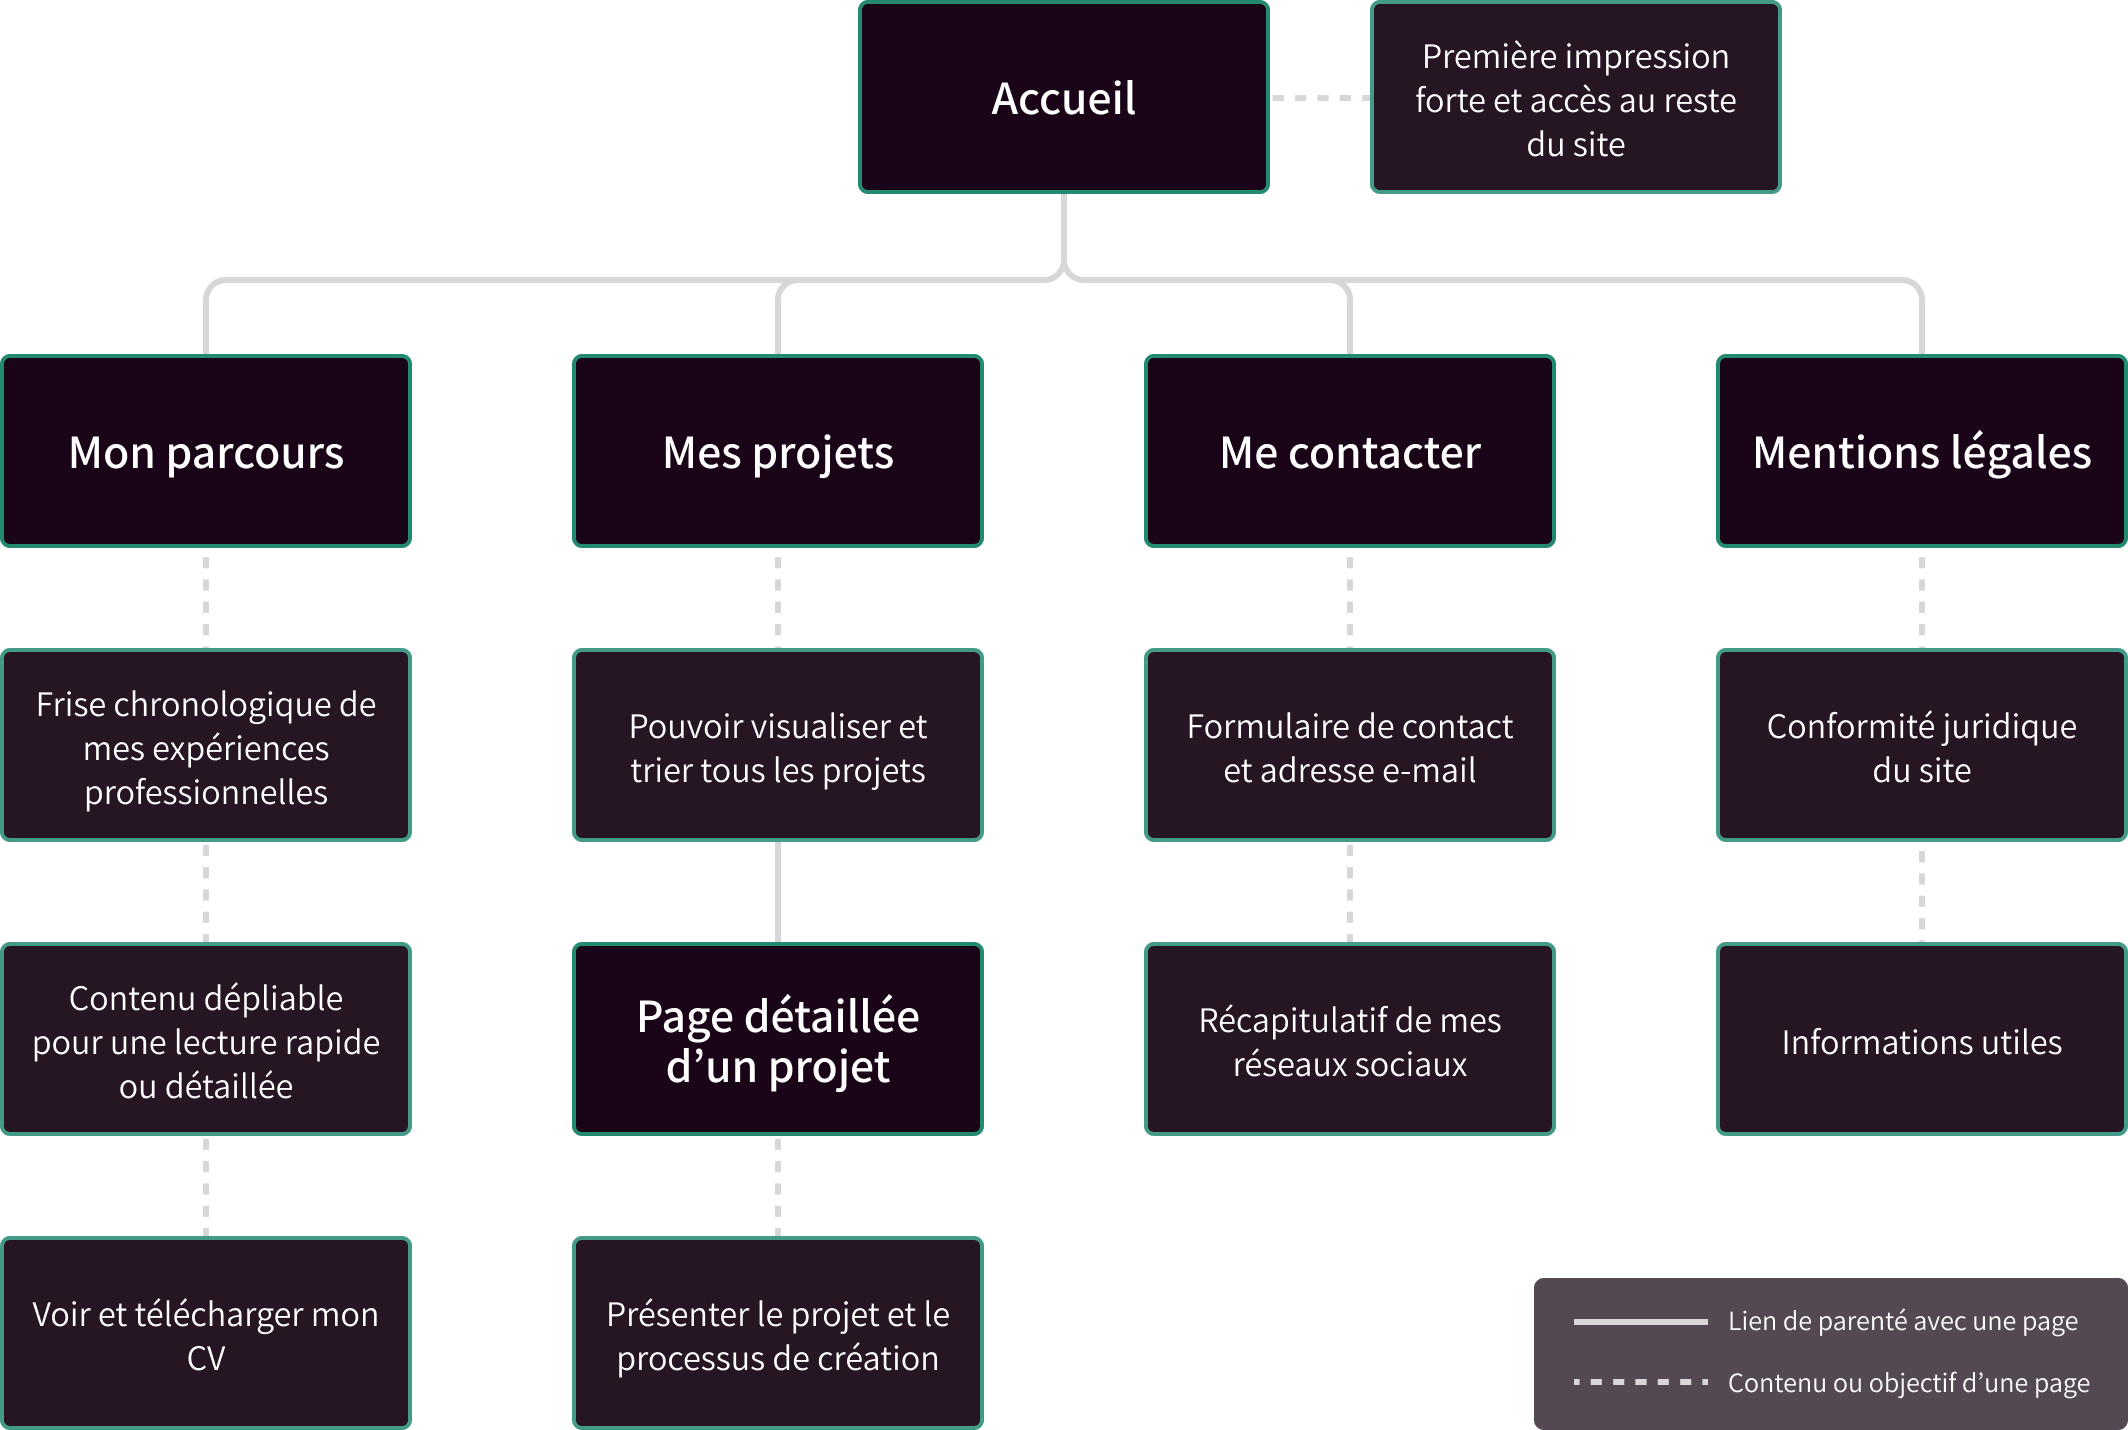 Accueil
Première impression
forte et accès au reste
du site
Mon parcours
Mes projets
Me contacter
Mentions légales
Frise chronologique de
mes expériences
professionnelles
Pouvoir visualiser et
trier tous les projets
Formulaire de contact
et adresse e-mail
Conformité juridique
du site
Contenu dépliable
pour une lecture rapide
ou détaillée
Page détaillée
d’un projet
Récapitulatif de mes
réseaux sociaux
Informations utiles
Voir et télécharger mon
CV
Présenter le projet et le
processus de création
Lien de parenté avec une page
Contenu ou objectif d’une page